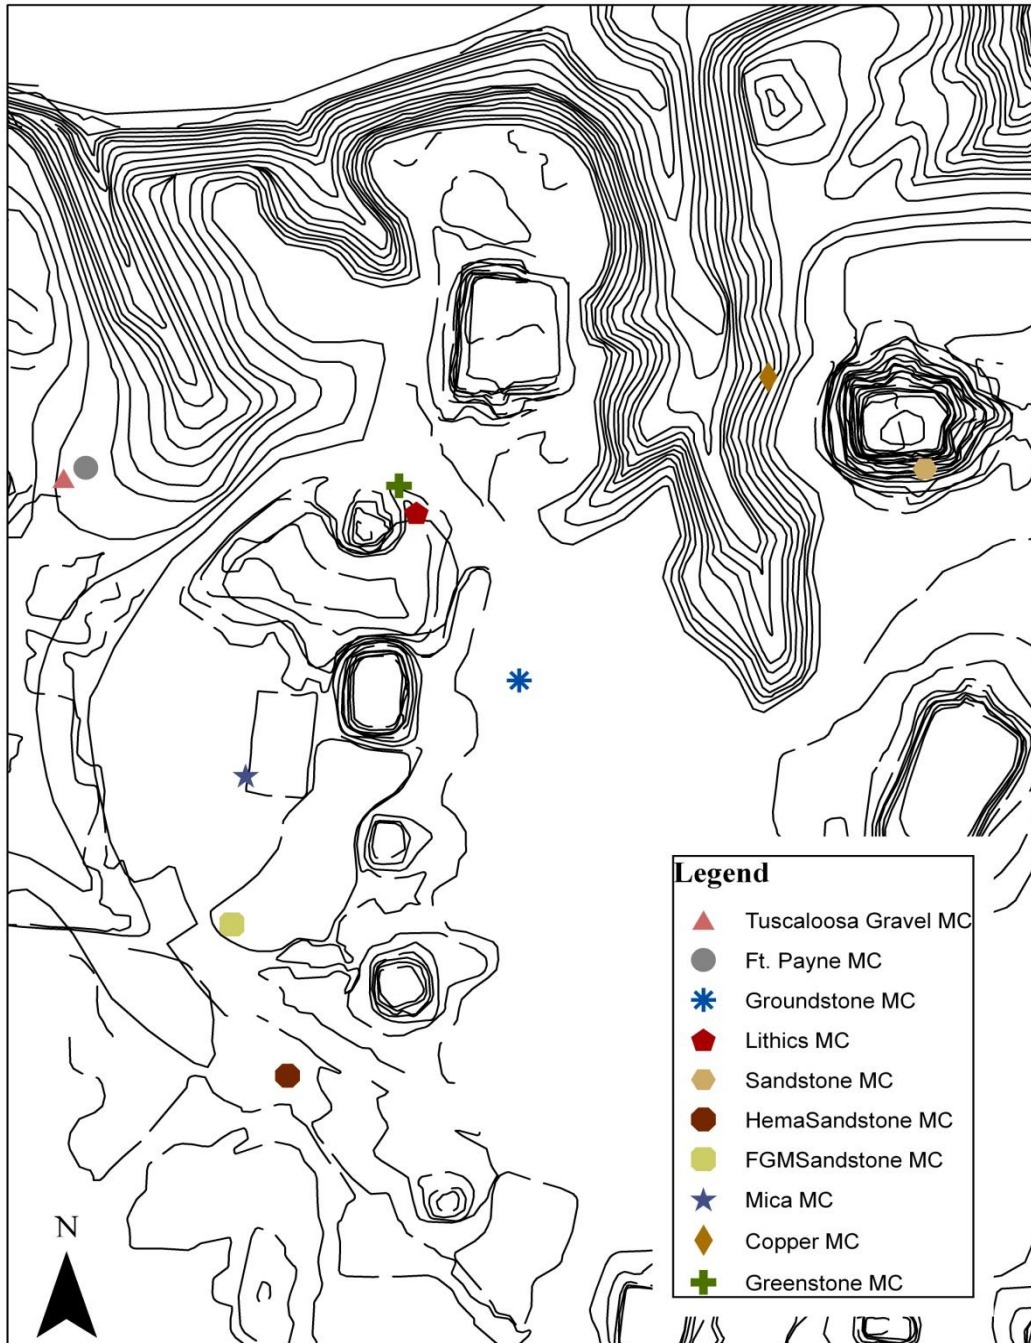 Legend
Tuscaloosa Gravel MC
Ft. Payne MC
Groundstone MC
Lithics MC
Sandstone MC
HemaSandstone MC
FGMSandstone MC
Mica MC
Copper MC
Greenstone MC
N